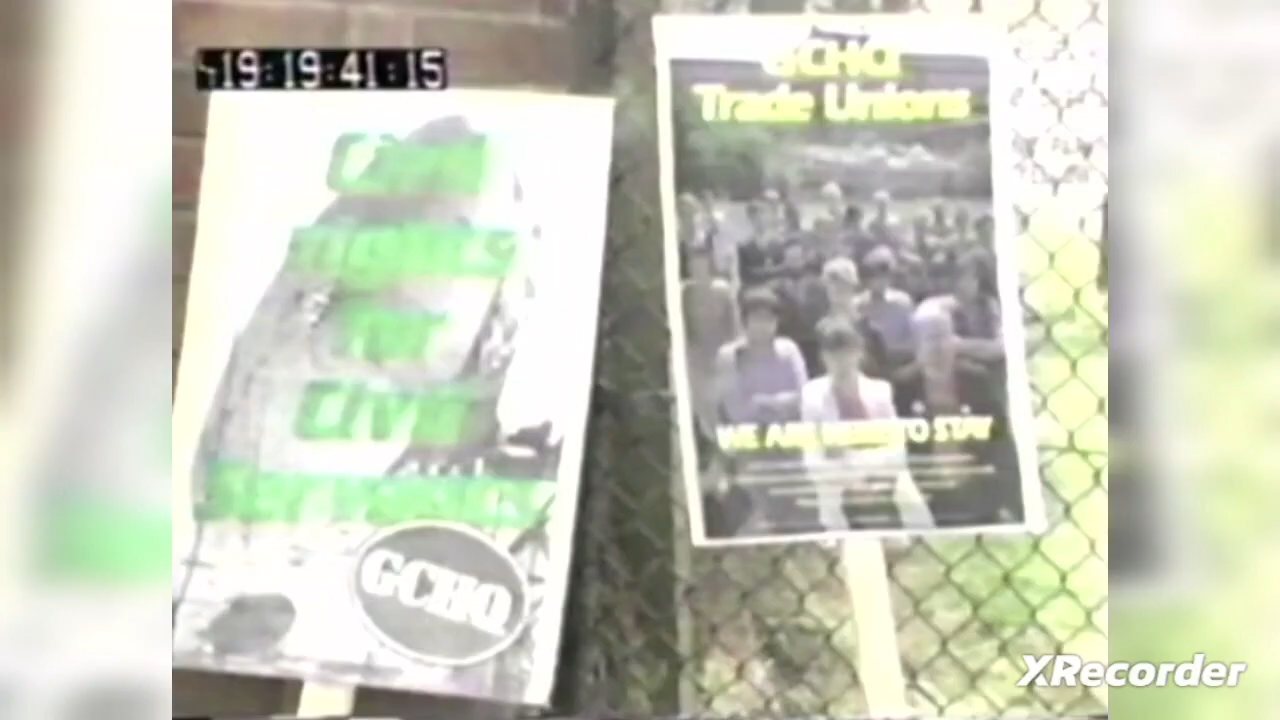 19:19:41:15
Civil
Rights
for
Civil
Servants
GCHQ
GCHQ
Trade Unions
WE ARE HERE TO STAY
XRecorder